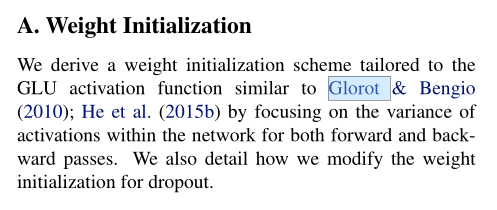 A. Weight Initialization
We derive a weight initialization scheme tailored to the
GLU activation function similar to Glorot & Bengio
(2010); He et al. (2015b) by focusing on the variance of
activations within the network for both forward and back-
ward passes. We also detail how we modify the weight
initialization for dropout.